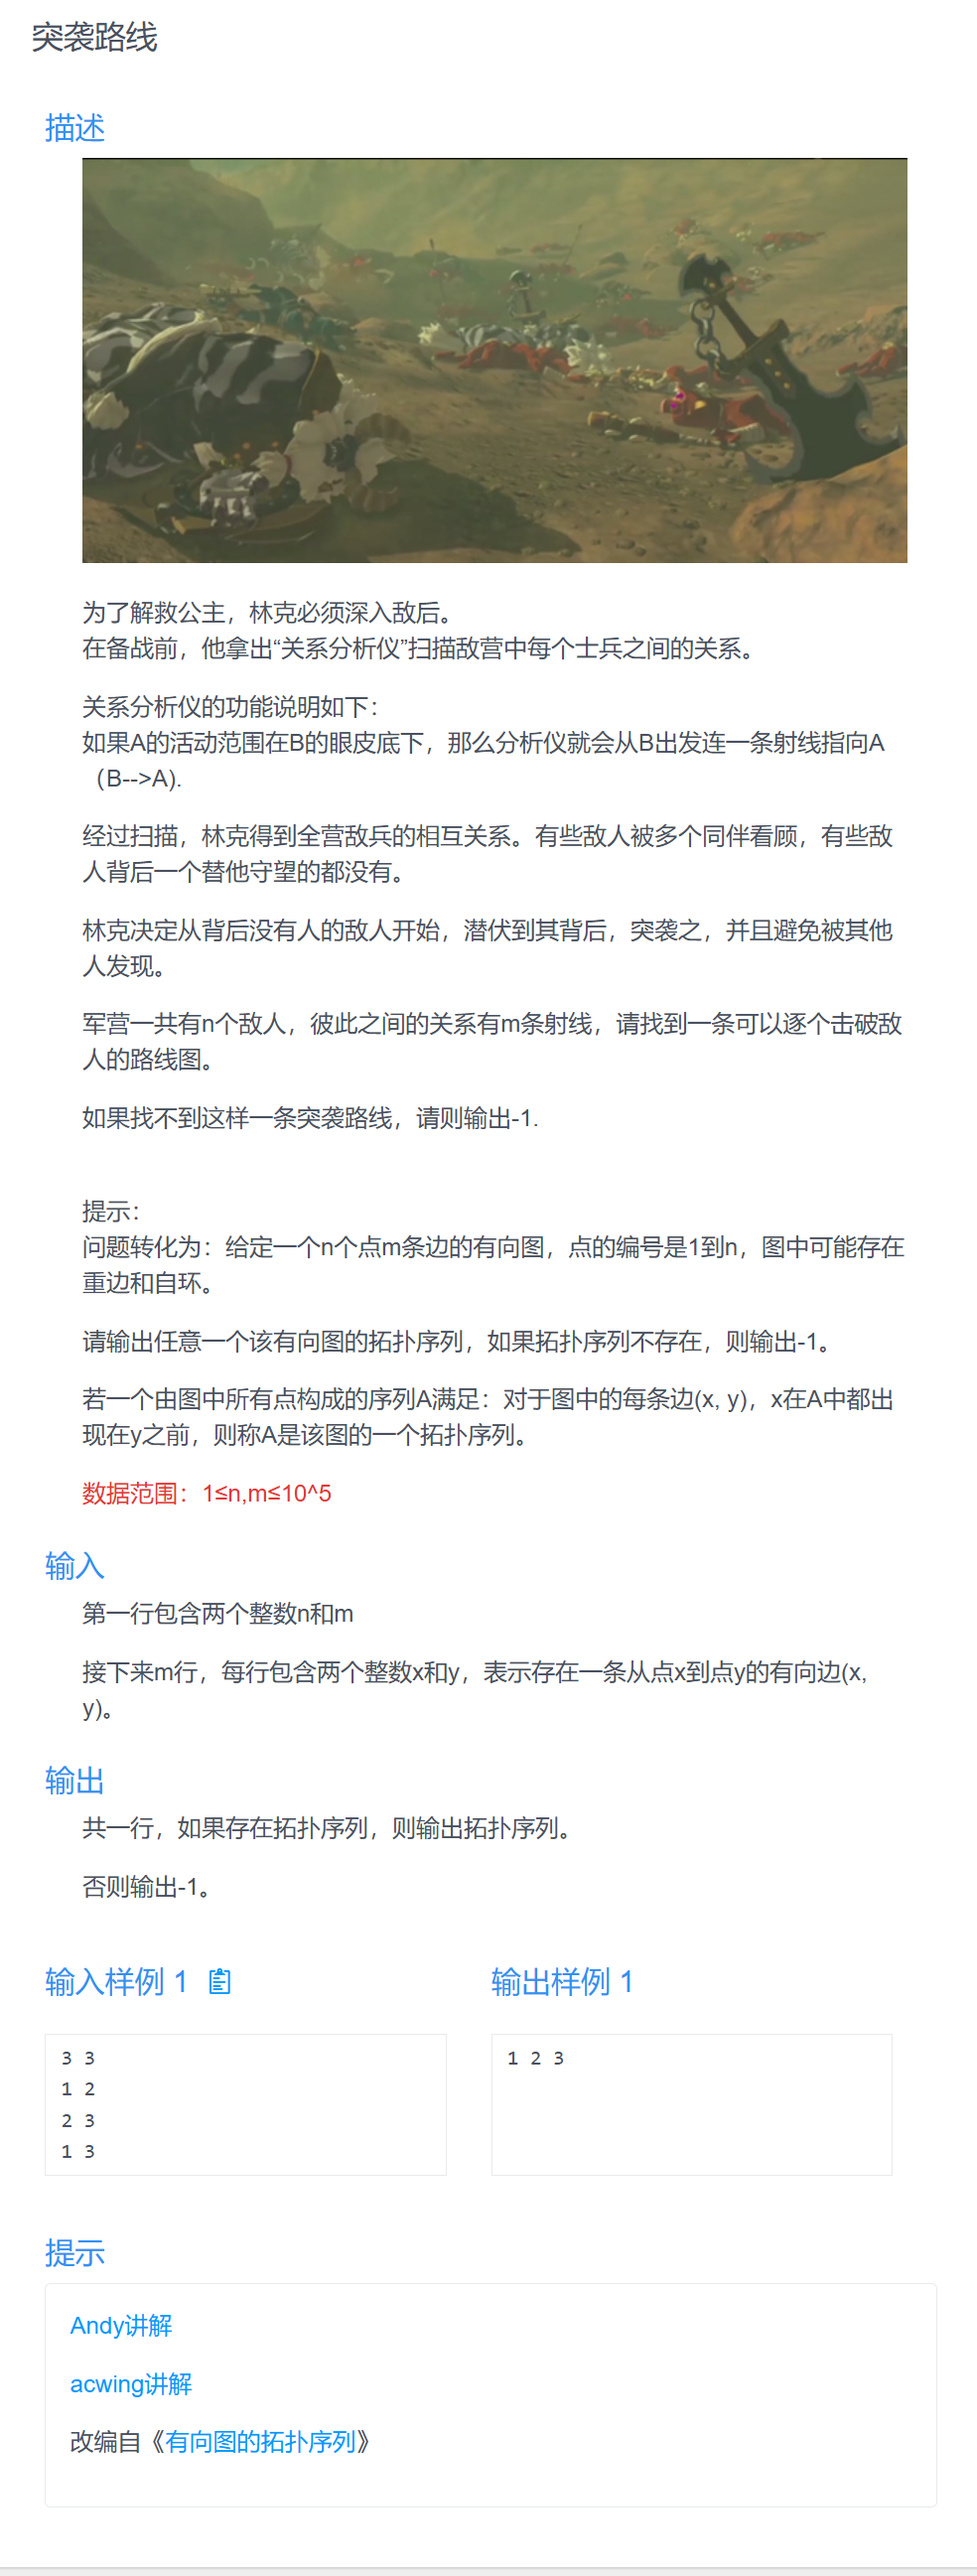 突袭路线
描述
为了解救公主，林克必须深入敌后。
在备战前，他拿出“关系分析仪”扫描敌营中每个士兵之间的关系。
关系分析仪的功能说明如下：
如果A的活动范围在B的眼皮底下，那么分析仪就会从B出发连一条射线指向A
（B-->A).
经过扫描，林克得到全营敌兵的相互关系。有些敌人被多个同伴看顾，有些敌
人背后一个替他守望的都没有。
林克决定从背后没有人的敌人开始，潜伏到其背后，突袭之，并且避免被其他
人发现。
军营一共有n个敌人，彼此之间的关系有m条射线，请找到一条可以逐个击破敌
人的路线图。
如果找不到这样一条突袭路线，请则输出-1.
提示：
问题转化为：给定一个n个点m条边的有向图，点的编号是1到n，图中可能存在
重边和自环。
请输出任意一个该有向图的拓扑序列，如果拓扑序列不存在，则输出-1。
若一个由图中所有点构成的序列A满足：对于图中的每条边(x, y)，x在A中都出
现在y之前，则称A是该图的一个拓扑序列。
数据范围：1≤n,m≤10^5
输入
第一行包含两个整数n和m
接下来m行，每行包含两个整数x和y，表示存在一条从点x到点y的有向边(x,
y)。
输出
共一行，如果存在拓扑序列，则输出拓扑序列。
否则输出-1。
输入样例 1
3 3
1 2
2 3
1 3
输出样例 1
1 2 3
提示
Andy讲解
acwing讲解
改编自《有向图的拓扑序列》